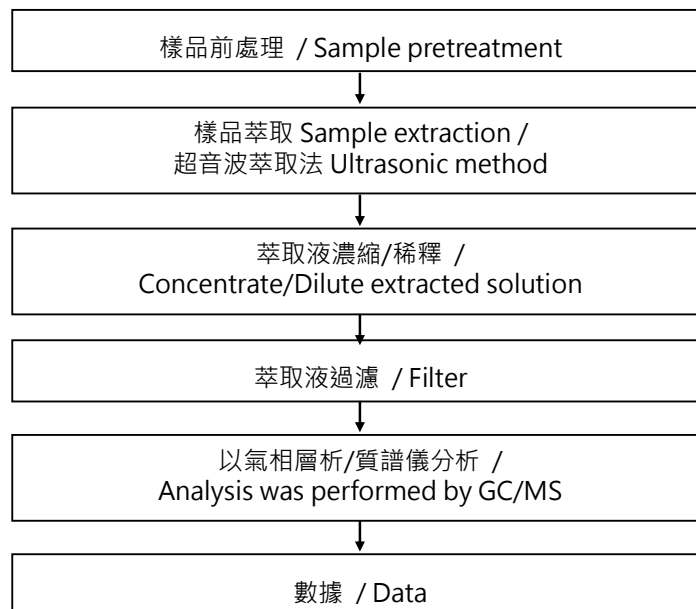 樣品前處理 / Sample pretreatment
樣品萃取 Sample extraction /
超音波萃取法 Ultrasonic method
萃取液濃縮/稀釋 /
Concentrate/Dilute extracted solution
萃取液過濾 / Filter
以氣相層析/質譜儀分析 /
Analysis was performed by GC/MS
數據 / Data